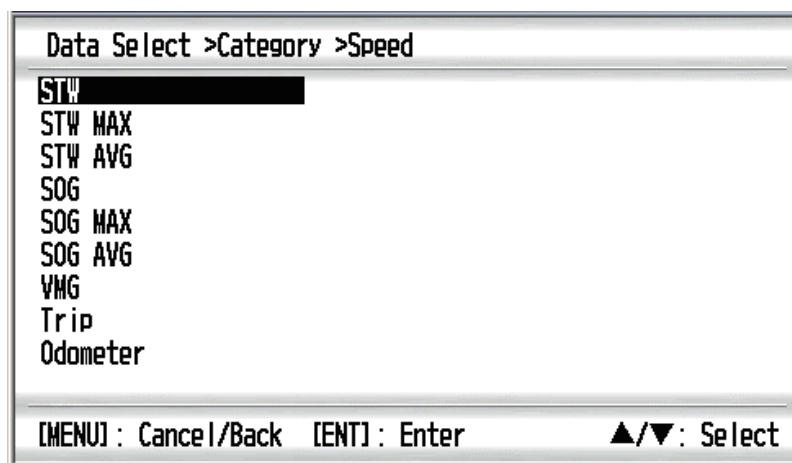 Data Select >Category >Speed
STW
STW MAX
STW AVG
SOG
SOG MAX
SOG AVG
VMG
Trip
Odometer
[MENU] : Cancel/Back [ENT] : Enter ▲/▼: Select